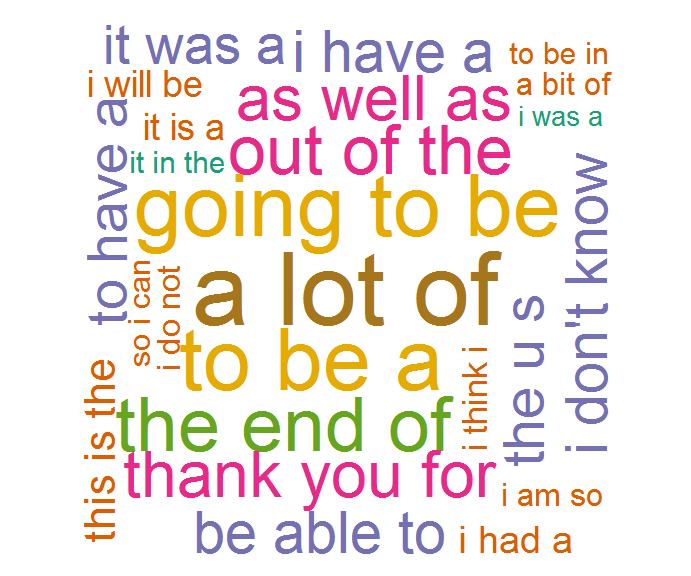 it was a
i have a
to be in
i will be
as well as
a bit of
i was a
it is a
out of the
it in the
to have a
going to be
i don't know
so i can
i do not
a lot of
to be a
the u s
i think i
this is the
the end of
thank you for
i am so
be able to
i had a